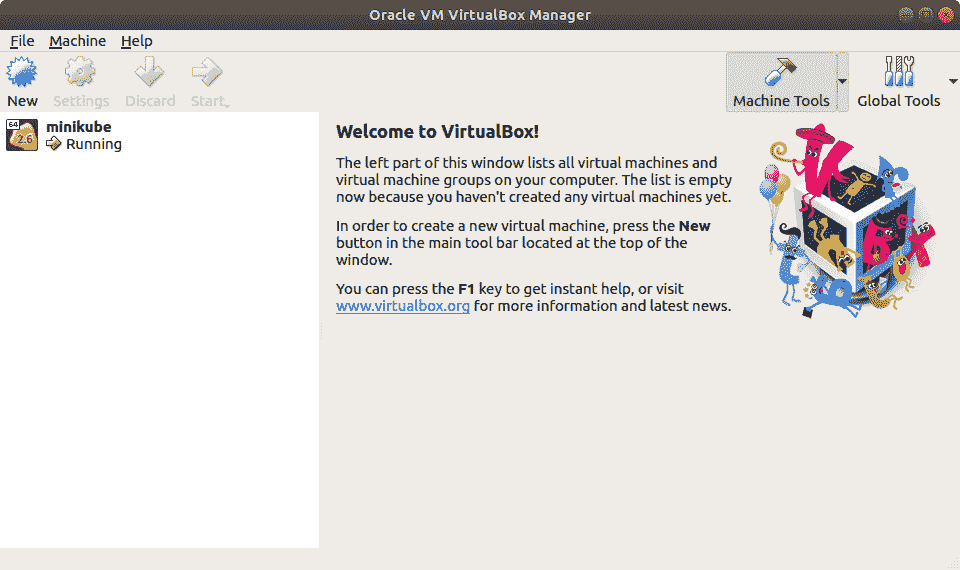 Oracle VM VirtualBox Manager
File Machine Help
New Settings Discard Start
Machine Tools Global Tools
64
2.6
minikube
Running
Welcome to VirtualBox!
The left part of this window lists all virtual machines and
virtual machine groups on your computer. The list is empty
now because you haven't created any virtual machines yet.
In order to create a new virtual machine, press the New
button in the main tool bar located at the top of the
window.
You can press the F1 key to get instant help, or visit
www.virtualbox.org for more information and latest news.